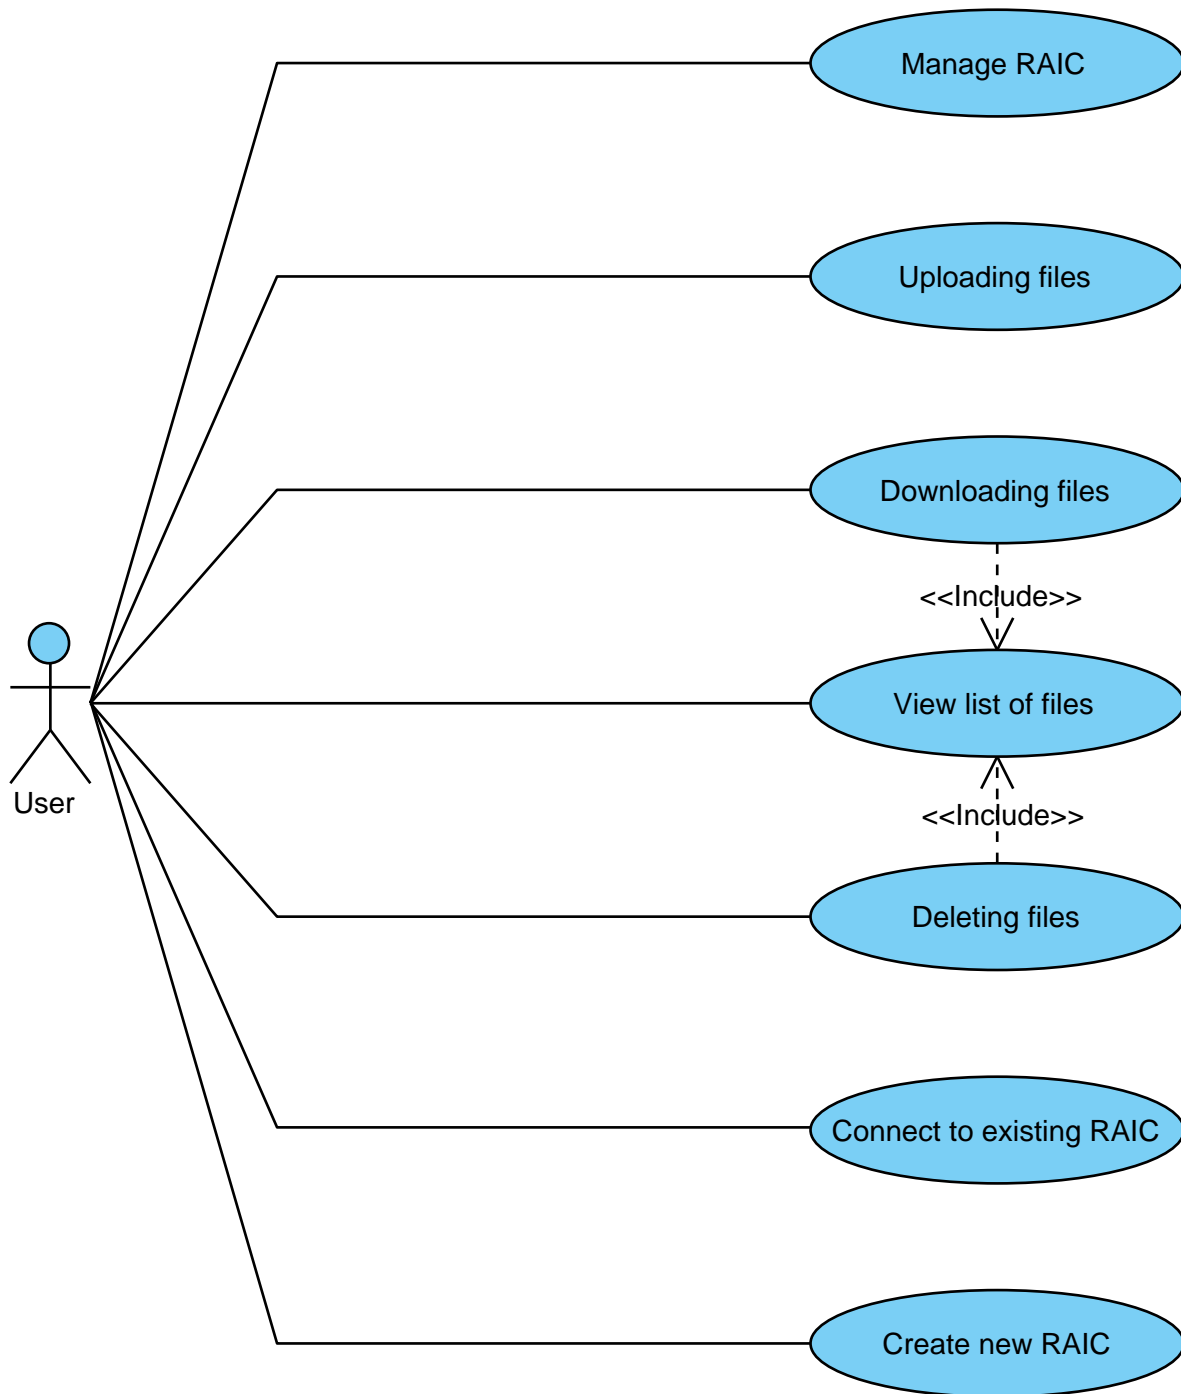 Manage RAIC
Uploading files
Downloading files
<<Include>>
View list of files
User
<<Include>>
Deleting files
Connect to existing RAIC
Create new RAIC